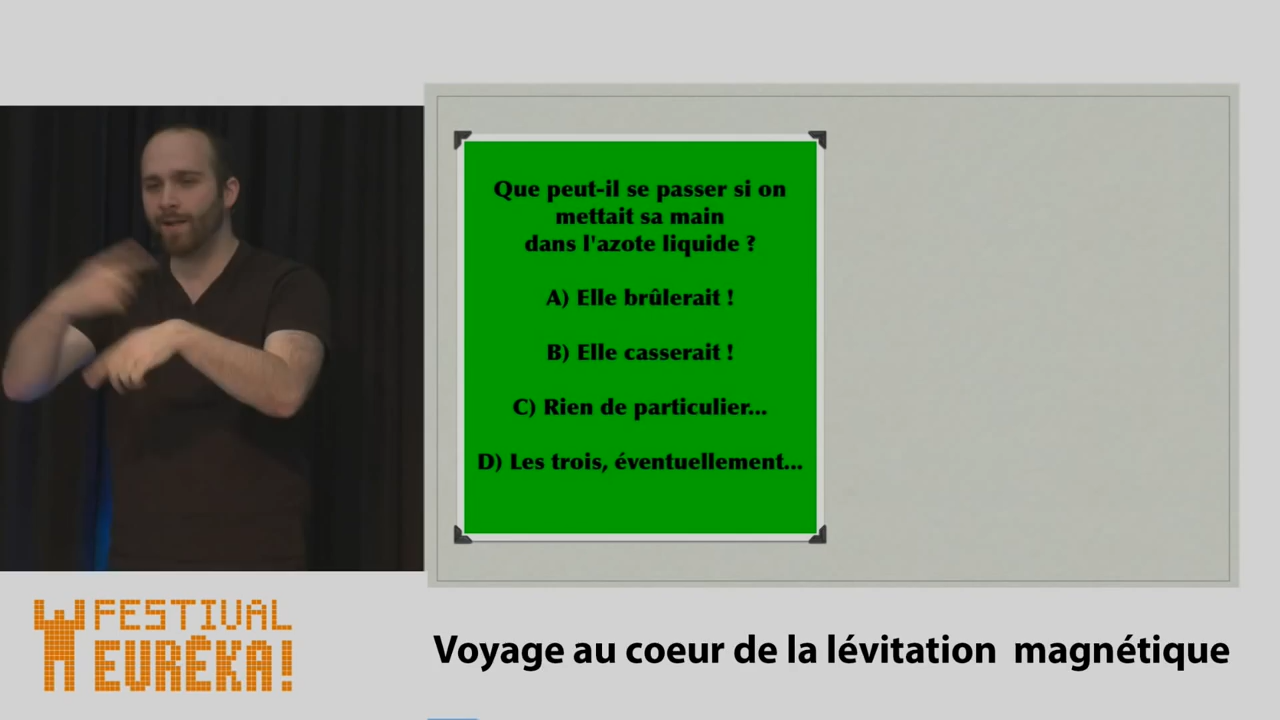 Que peut-il se passer si on
mettait sa main
dans l'azote liquide ?
A) Elle brûlerait !
B) Elle casserait !
C) Rien de particulier...
D) Les trois, éventuellement...
FESTIVAL
EURÊKA!
Voyage au coeur de la lévitation magnétique